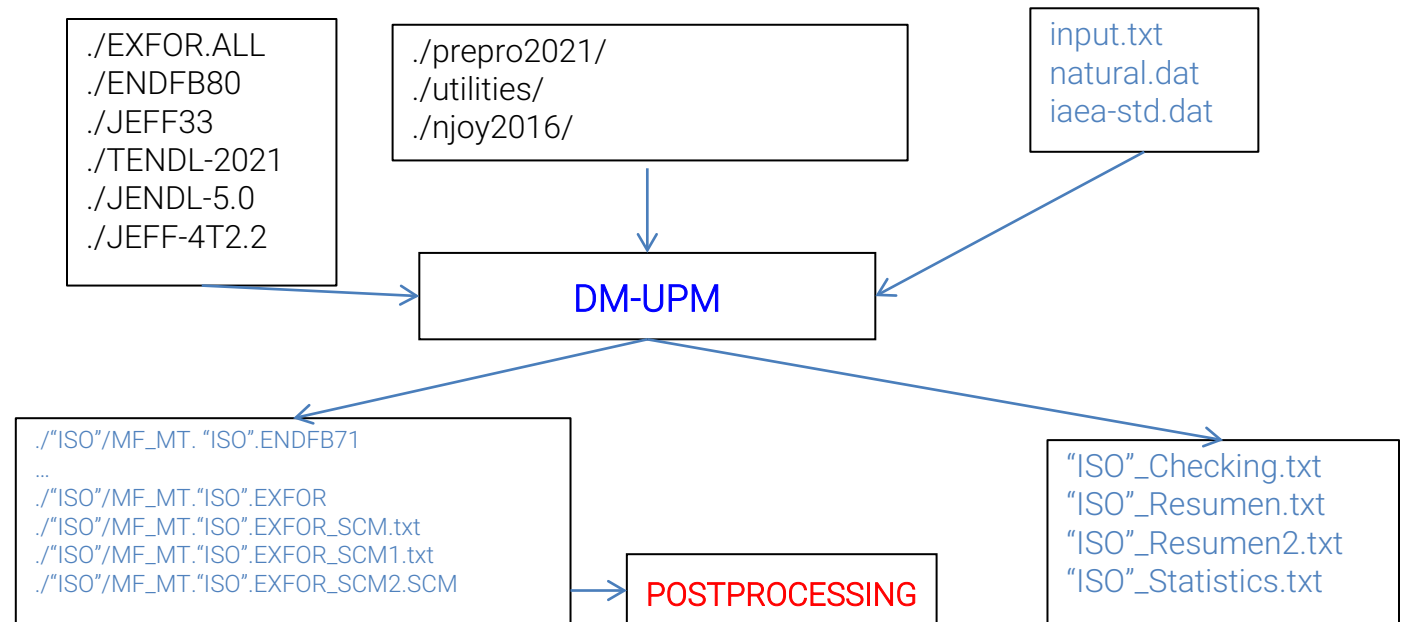 ./EXFOR.ALL
./ENDFB80
./JEFF33
./TENDL-2021
./JENDL-5.0
./JEFF-4T2.2
./prepro2021/
./utilities/
./njoy2016/
input.txt
natural.dat
iaea-std.dat
DM-UPM
./“ISO”/MF_MT. “ISO”.ENDFB71
...
./“ISO”/MF_MT.“ISO”.EXFOR
./“ISO”/MF_MT.“ISO”.EXFOR_SCM.txt
./“ISO”/MF_MT.“ISO”.EXFOR_SCM1.txt
./“ISO”/MF_MT.“ISO”.EXFOR_SCM2.SCM
POSTPROCESSING
“ISO”_Checking.txt
“ISO”_Resumen.txt
“ISO”_Resumen2.txt
“ISO”_Statistics.txt